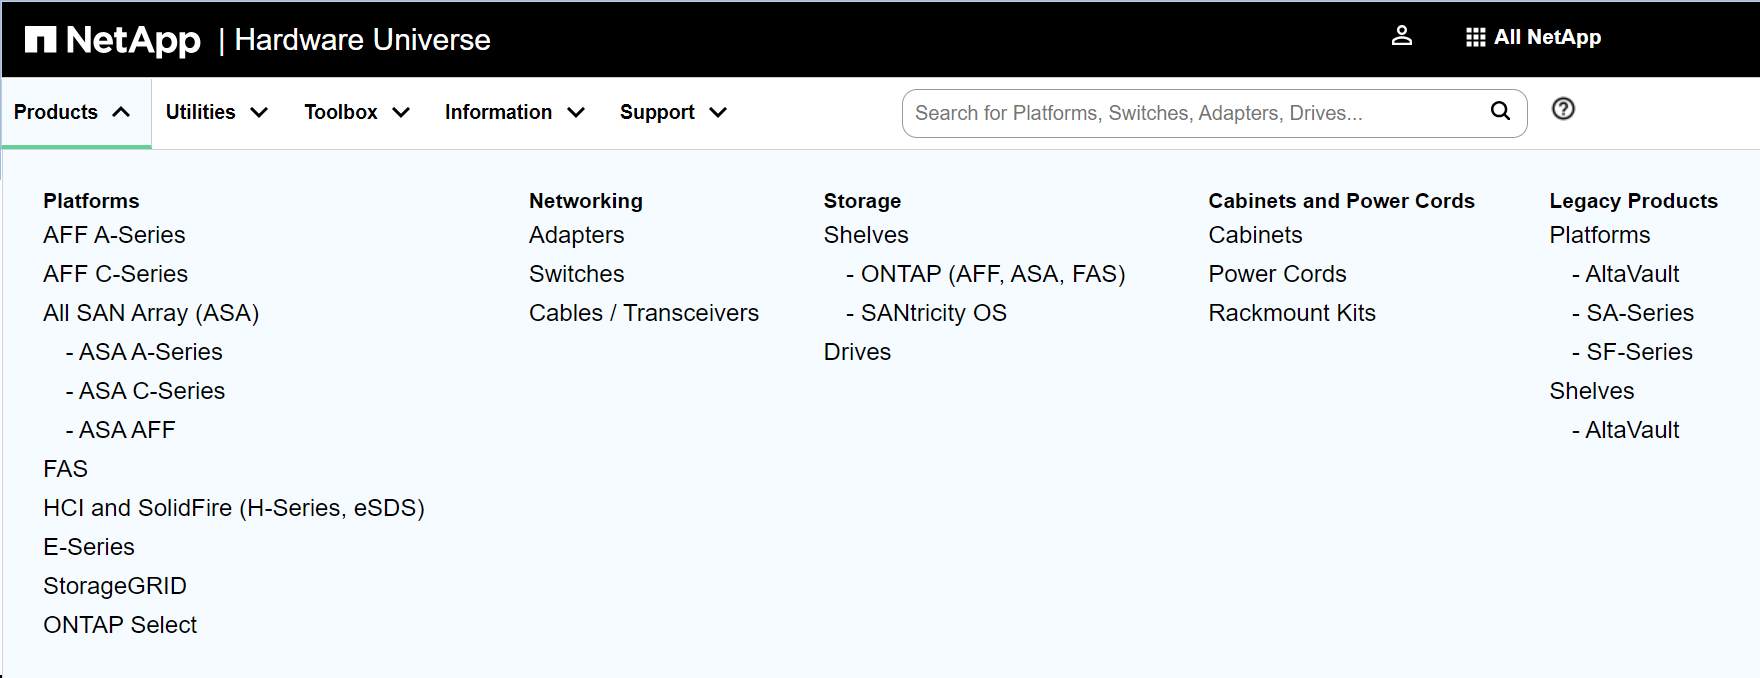 NetApp | Hardware Universe
All NetApp
Products
Utilities
Toolbox
Information
Support
Search for Platforms, Switches, Adapters, Drives...
Platforms
AFF A-Series
AFF C-Series
All SAN Array (ASA)
- ASA A-Series
- ASA C-Series
- ASA AFF
FAS
HCI and SolidFire (H-Series, eSDS)
E-Series
StorageGRID
ONTAP Select
Networking
Adapters
Switches
Cables / Transceivers
Storage
Shelves
- ONTAP (AFF, ASA, FAS)
- SANtricity OS
Drives
Cabinets and Power Cords
Cabinets
Power Cords
Rackmount Kits
Legacy Products
Platforms
- AltaVault
- SA-Series
- SF-Series
Shelves
- AltaVault